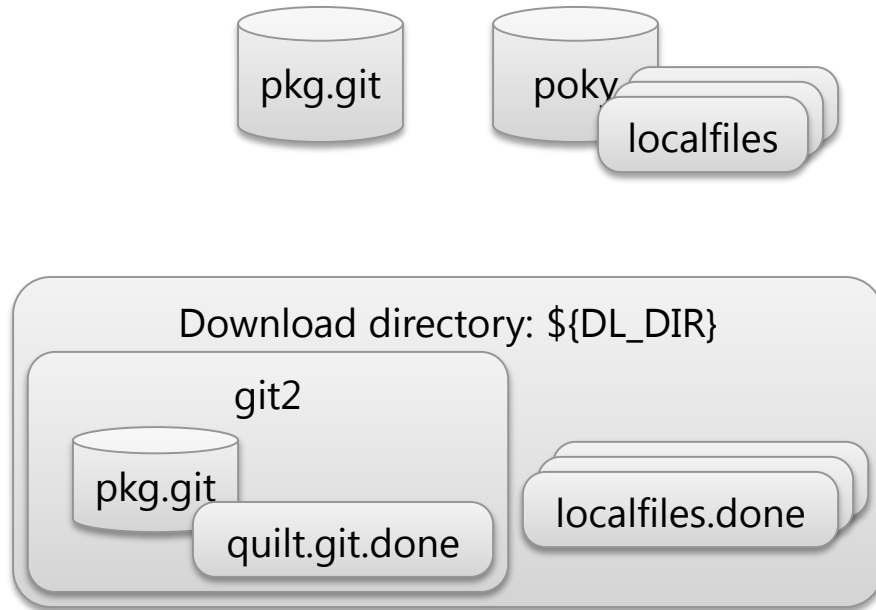 pkg.git
poky
localfiles
Download directory: ${DL_DIR}
git2
pkg.git
quilt.git.done
localfiles.done